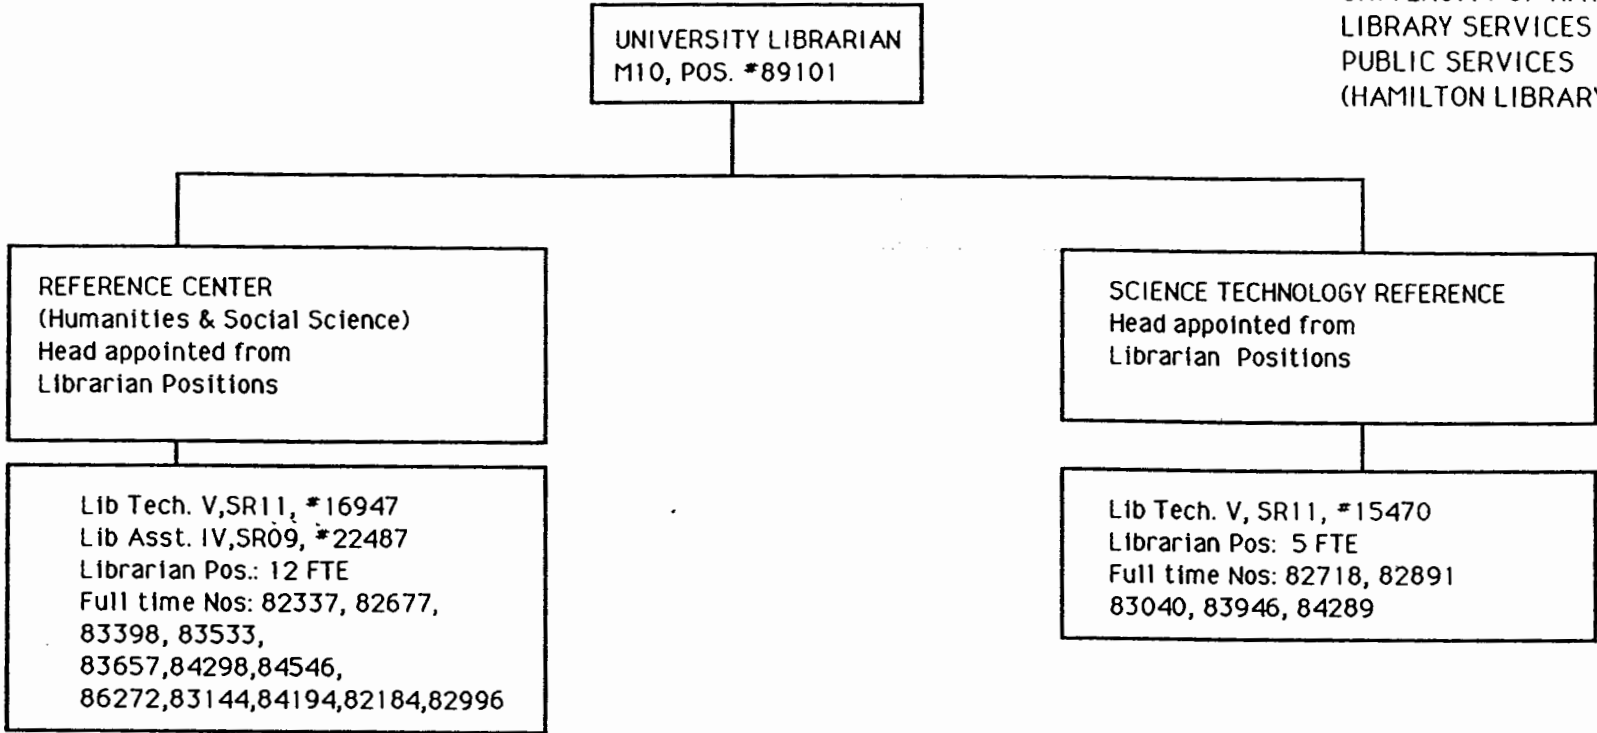 UNIVERSITY LIBRARIAN
M10, POS. #89101
LIBRARY SERVICES
PUBLIC SERVICES
(HAMILTON LIBRARY
REFERENCE CENTER
(Humanities & Social Science)
Head appointed from
Librarian Positions
SCIENCE TECHNOLOGY REFERENCE
Head appointed from
Librarian Positions
Lib Tech. V,SR11, #16947
Lib Asst. IV,SR09, #22487
Librarian Pos.: 12 FTE
Full time Nos: 82337, 82677,
83398, 83533,
83657,84298,84546,
86272,83144,84194,82184,82996
Lib Tech. V, SR11, #15470
Librarian Pos: 5 FTE
Full time Nos: 82718, 82891
83040, 83946, 84289